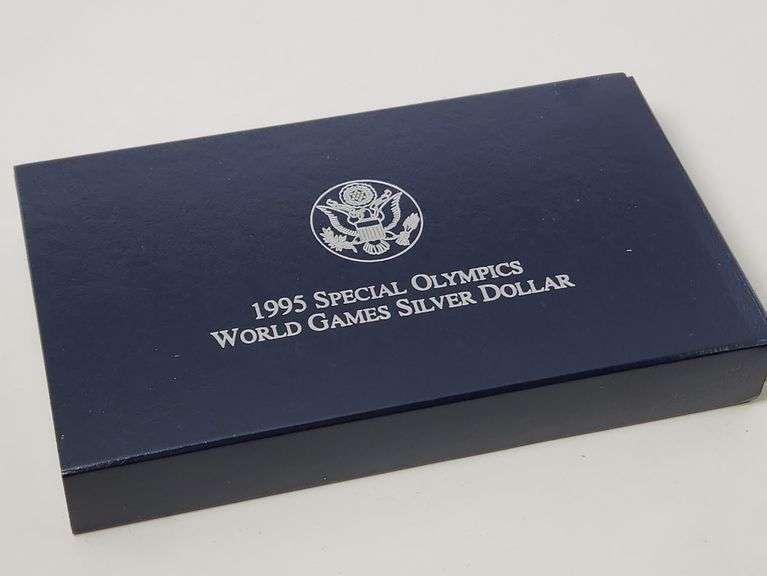 1995 Special Olympics
World Games Silver Dollar